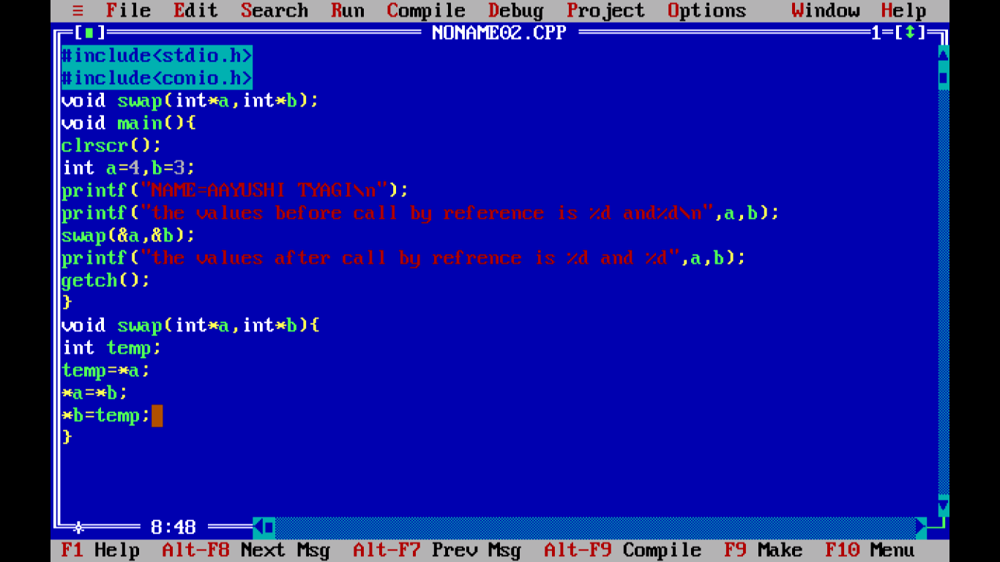 ≡ File Edit Search Run Compile Debug Project Options Window Help
[■] NONAME02.CPP 1=[↕]
#include<stdio.h>
#include<conio.h>
void swap(int*a,int*b);
void main(){
clrscr();
int a=4,b=3;
printf("NAME=AAYUSHI TYAGI\n");
printf("the values before call by reference is %d and%d\n",a,b);
swap(&a,&b);
printf("the values after call by refrence is %d and %d",a,b);
getch();
}
void swap(int*a,int*b){
int temp;
temp=*a;
*a=*b;
*b=temp;
}
8:48
F1 Help Alt-F8 Next Msg Alt-F7 Prev Msg Alt-F9 Compile F9 Make F10 Menu